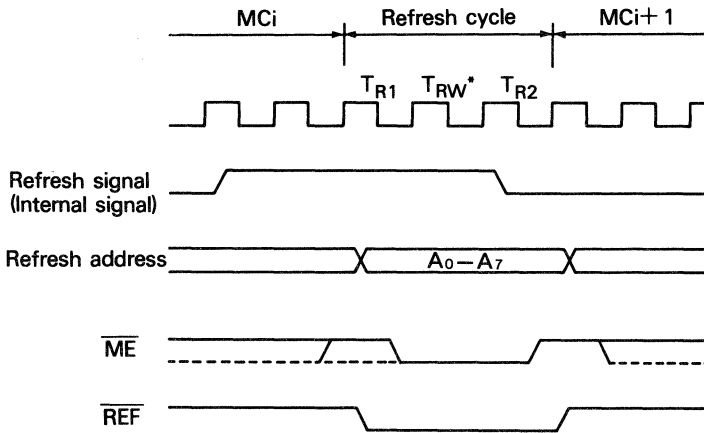 MCi Refresh cycle MCi+1
TR1 TRW* TR2
Refresh signal
(Internal signal)
Refresh address A0–A7
ME
REF